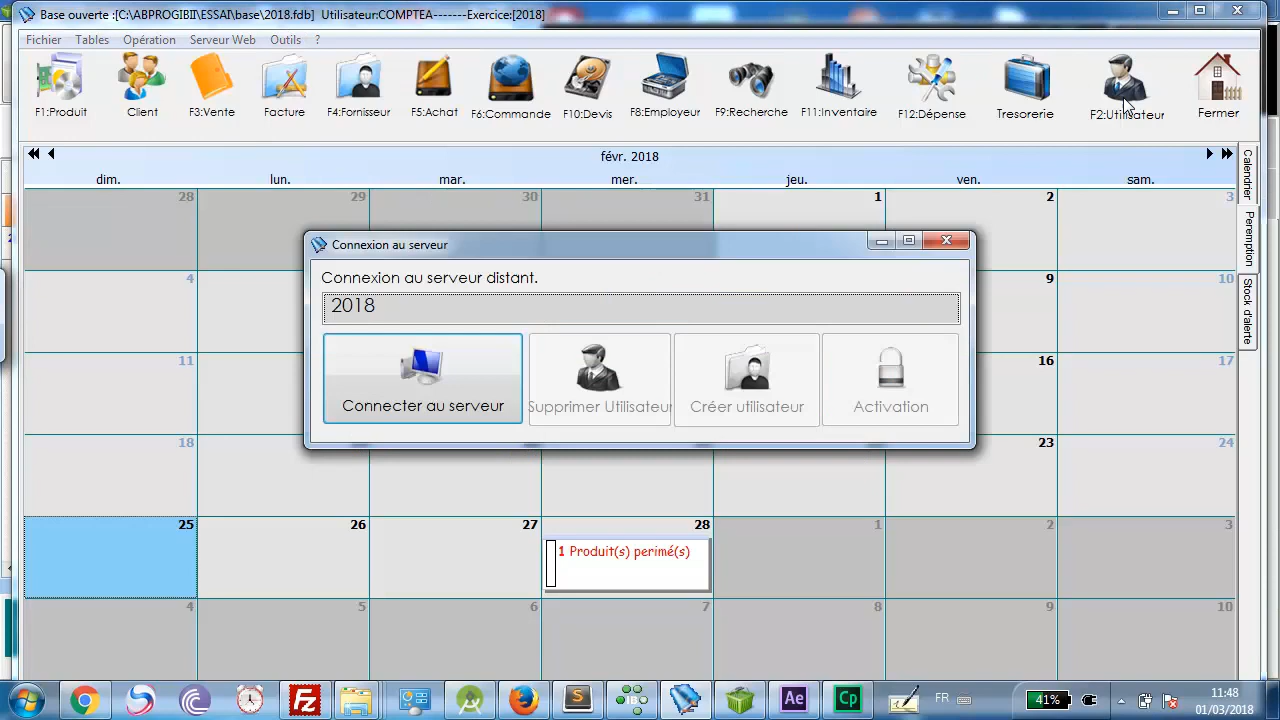 Base ouverte :[C:\ABPROGIBII\ESSAI\base\2018.fdb] Utilisateur:COMPTEA-------Exercice:[2018]
Fichier Tables Opération Serveur Web Outils ?
F1:Produit Client F3:Vente Facture F4:Fornisseur F5:Achat F6:Commande F10:Devis F8:Employeur F9:Recherche F11:Inventaire F12:Dépense Tresorerie F2:Utilisateur Fermer
févr. 2018
dim. lun. mar. mer. jeu. ven. sam.
28 29 30 31 1 2 3
Calendrier
Peremption
Stock d'alerte
Connexion au serveur
Connexion au serveur distant.
2018
Connecter au serveur Supprimer Utilisateur Créer utilisateur Activation
4 9 10
11 16 17
18 23 24
25 26 27 28 1 2 3
1 Produit(s) perimé(s)
4 5 6 7 8 9 10
FR 41% 11:48
01/03/2018
Fz S Ae Cp